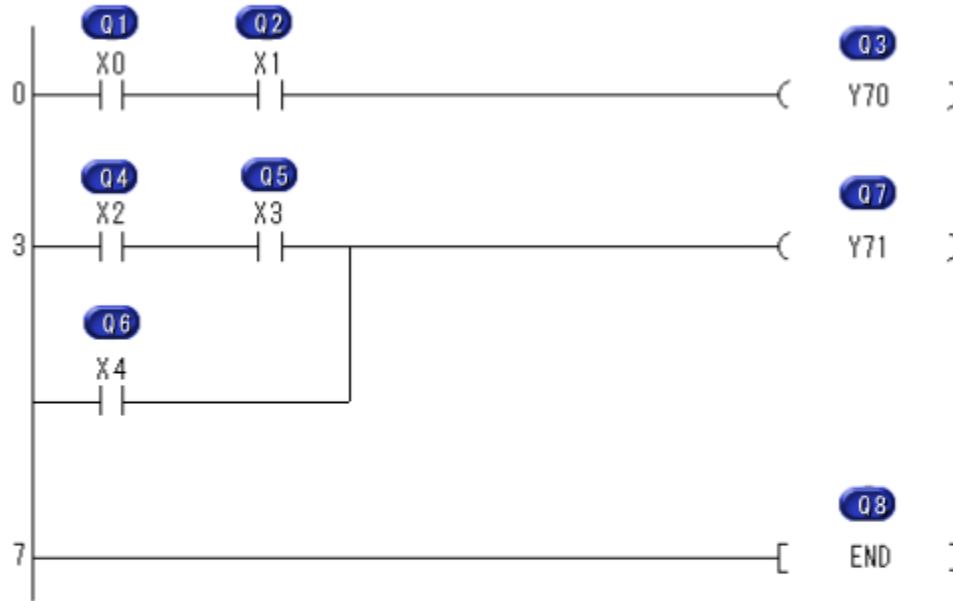 Q1 Q2 Q3
X0 X1
0 Y70
Q4 Q5 Q7
X2 X3
3 Y71
Q6
X4
Q8
7 END